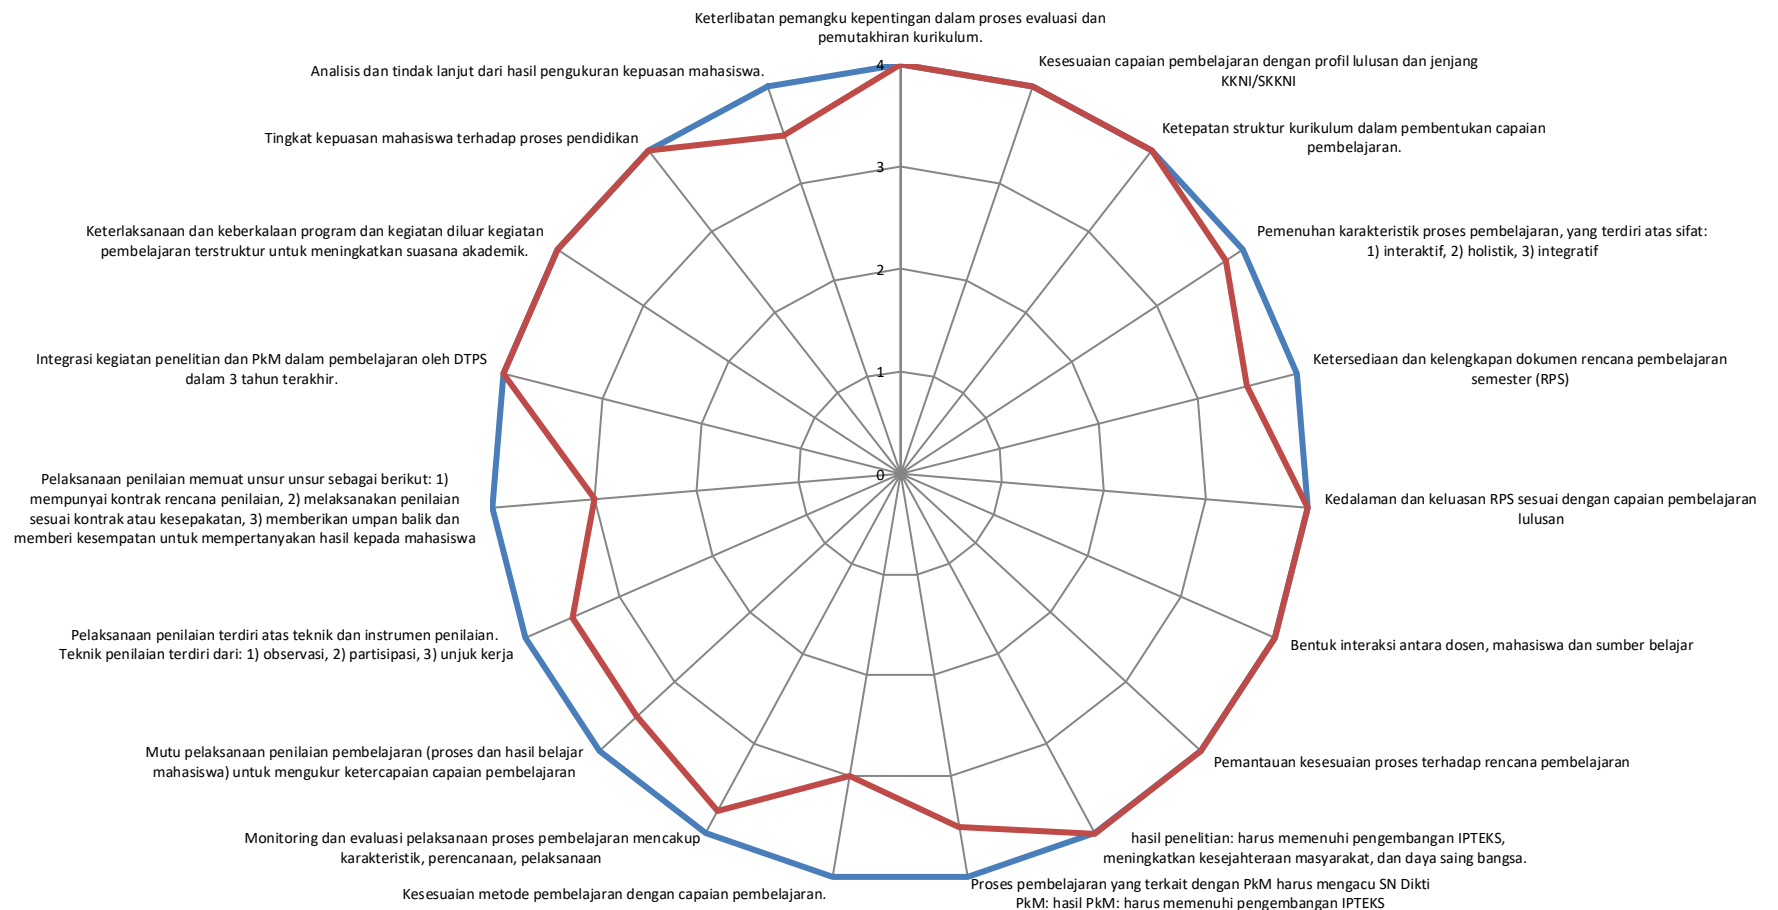 Keterlibatan pemangku kepentingan dalam proses evaluasi dan
pemutakhiran kurikulum.
Kesesuaian capaian pembelajaran dengan profil lulusan dan jenjang
KKNI/SKKNI
Ketepatan struktur kurikulum dalam pembentukan capaian
pembelajaran.
Pemenuhan karakteristik proses pembelajaran, yang terdiri atas sifat:
1) interaktif, 2) holistik, 3) integratif
Ketersediaan dan kelengkapan dokumen rencana pembelajaran
semester (RPS)
Kedalaman dan keluasan RPS sesuai dengan capaian pembelajaran
lulusan
Bentuk interaksi antara dosen, mahasiswa dan sumber belajar
Pemantauan kesesuaian proses terhadap rencana pembelajaran
hasil penelitian: harus memenuhi pengembangan IPTEKS,
meningkatkan kesejahteraan masyarakat, dan daya saing bangsa.
Proses pembelajaran yang terkait dengan PkM harus mengacu SN Dikti
PkM: hasil PkM: harus memenuhi pengembangan IPTEKS
Kesesuaian metode pembelajaran dengan capaian pembelajaran.
Monitoring dan evaluasi pelaksanaan proses pembelajaran mencakup
karakteristik, perencanaan, pelaksanaan
Mutu pelaksanaan penilaian pembelajaran (proses dan hasil belajar
mahasiswa) untuk mengukur ketercapaian capaian pembelajaran
Pelaksanaan penilaian terdiri atas teknik dan instrumen penilaian.
Teknik penilaian terdiri dari: 1) observasi, 2) partisipasi, 3) unjuk kerja
Pelaksanaan penilaian memuat unsur unsur sebagai berikut: 1)
mempunyai kontrak rencana penilaian, 2) melaksanakan penilaian
sesuai kontrak atau kesepakatan, 3) memberikan umpan balik dan
memberi kesempatan untuk mempertanyakan hasil kepada mahasiswa
Integrasi kegiatan penelitian dan PkM dalam pembelajaran oleh DTPS
dalam 3 tahun terakhir.
Keterlaksanaan dan keberkalaan program dan kegiatan diluar kegiatan
pembelajaran terstruktur untuk meningkatkan suasana akademik.
Tingkat kepuasan mahasiswa terhadap proses pendidikan
Analisis dan tindak lanjut dari hasil pengukuran kepuasan mahasiswa.
4
3
2
1
0